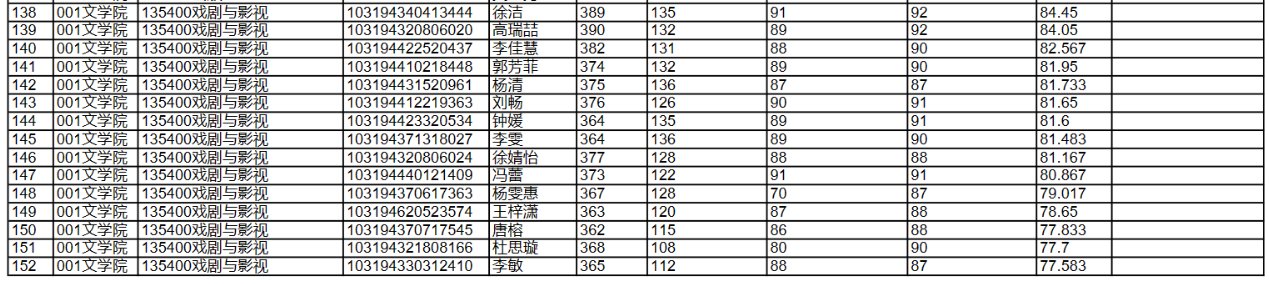 138 001文学院 135400戏剧与影视 103194340413444 徐洁 389 135 91 92 84.45
139 001文学院 135400戏剧与影视 103194320806020 高瑞喆 390 132 89 92 84.05
140 001文学院 135400戏剧与影视 103194422520437 李佳慧 382 131 88 90 82.567
141 001文学院 135400戏剧与影视 103194410218448 郭芳菲 374 132 89 90 81.95
142 001文学院 135400戏剧与影视 103194431520961 杨清 375 136 87 87 81.733
143 001文学院 135400戏剧与影视 103194412219363 刘畅 376 126 90 91 81.65
144 001文学院 135400戏剧与影视 103194423320534 钟媛 364 135 89 91 81.6
145 001文学院 135400戏剧与影视 103194371318027 李雯 364 136 89 90 81.483
146 001文学院 135400戏剧与影视 103194320806024 徐婧怡 377 128 88 88 81.167
147 001文学院 135400戏剧与影视 103194440121409 冯蕾 373 122 91 91 80.867
148 001文学院 135400戏剧与影视 103194370617363 杨雯惠 367 128 70 87 79.017
149 001文学院 135400戏剧与影视 103194620523574 王梓潇 363 120 87 88 78.65
150 001文学院 135400戏剧与影视 103194370717545 唐榕 362 115 86 88 77.833
151 001文学院 135400戏剧与影视 103194321808166 杜思璇 368 108 80 90 77.7
152 001文学院 135400戏剧与影视 103194330312410 李敏 365 112 88 87 77.583